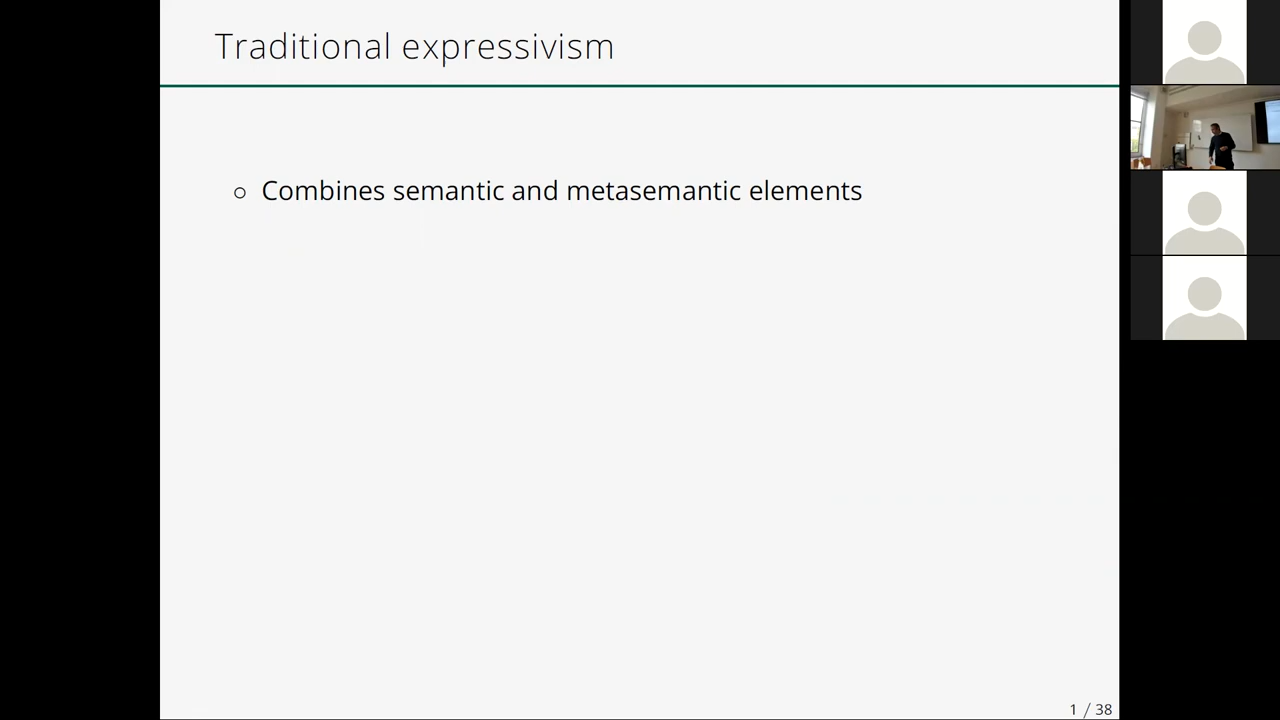 Traditional expressivism
○ Combines semantic and metasemantic elements
1 / 38